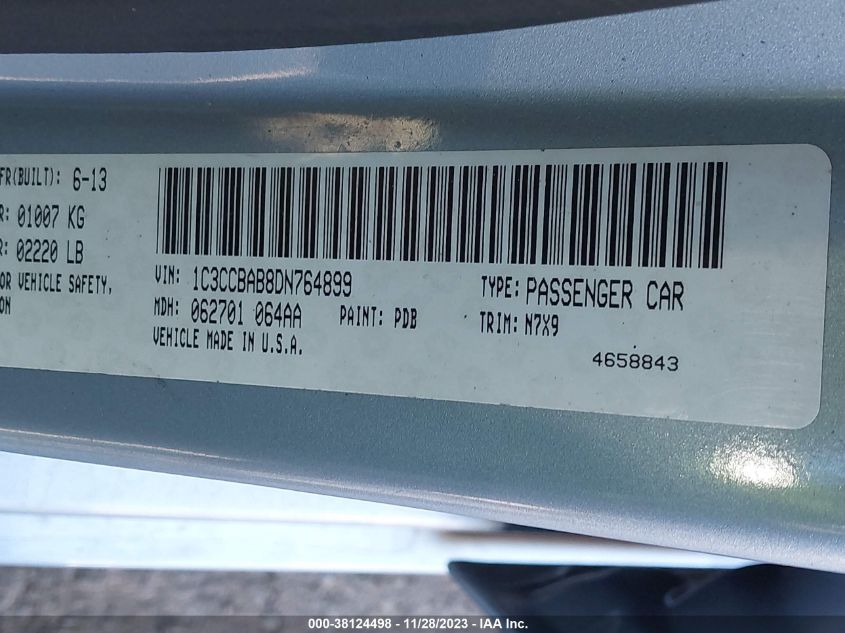 FR(BUILT): 6-13
R: 01007 KG
R: 02220 LB
OR VEHICLE SAFETY,
ON
VIN: 1C3CCBAB8DN764899 TYPE: PASSENGER CAR
MDH: 062701 064AA PAINT: PDB TRIM: N7X9
VEHICLE MADE IN U.S.A.
4658843
000-38124498 - 11/28/2023 - IAA Inc.